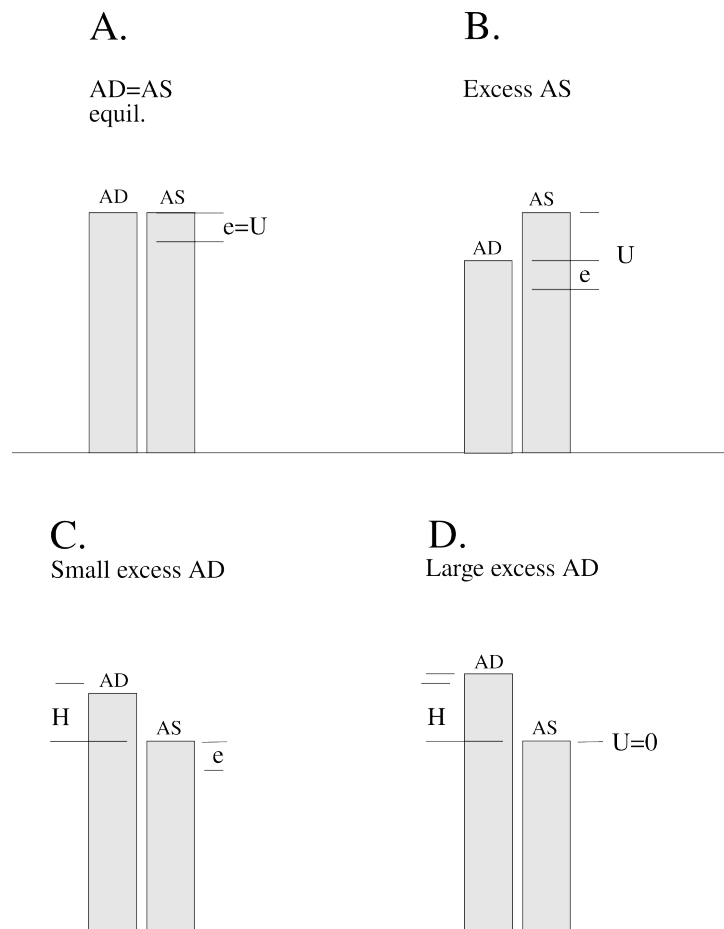 A.
AD=AS
equil.
AD
AS
e=U
B.
Excess AS
AS
AD
U
e
C.
Small excess AD
AD
H
AS
e
D.
Large excess AD
AD
H
AS
U=0